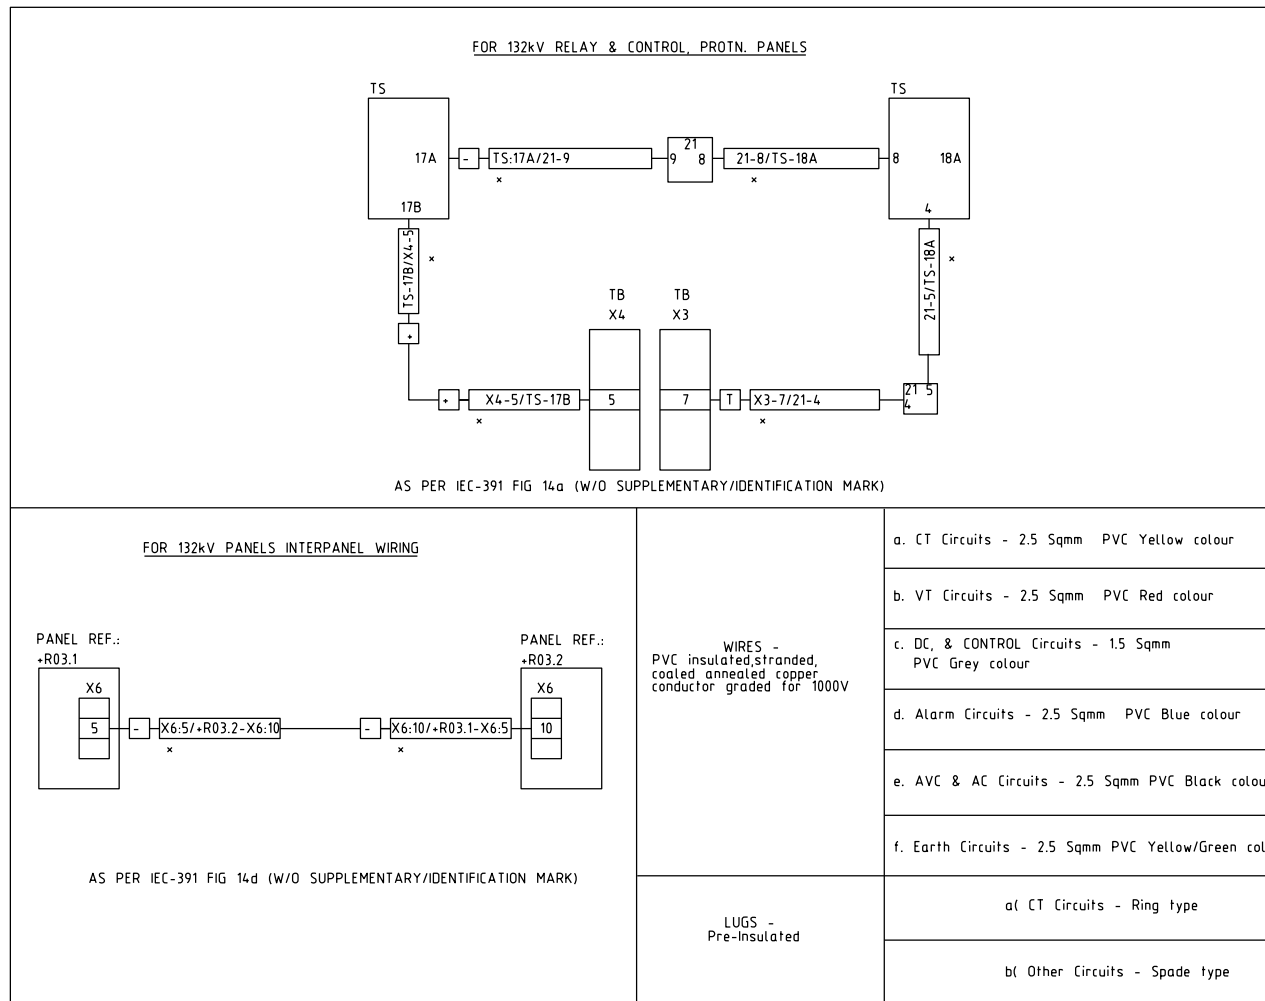 FOR 132kV RELAY & CONTROL, PROTN. PANELS
TS
TS
17A
-
TS:17A/21-9
21
9
8
21-8/TS-18A
8
18A
×
×
17B
4
TS-17B/X4-5
×
21-5/TS-18A
×
TB
X4
TB
X3
+
+
X4-5/TS-17B
5
7
T
X3-7/21-4
21 5
4
×
×
AS PER IEC-391 FIG 14a (W/O SUPPLEMENTARY/IDENTIFICATION MARK)
FOR 132kV PANELS INTERPANEL WIRING
PANEL REF.:
+R03.1
PANEL REF.:
+R03.2
X6
X6
5
-
X6:5/+R03.2-X6:10
-
X6:10/+R03.1-X6:5
10
×
×
AS PER IEC-391 FIG 14d (W/O SUPPLEMENTARY/IDENTIFICATION MARK)
WIRES -
PVC insulated,stranded,
coaled annealed copper
conductor graded for 1000V
a. CT Circuits - 2.5 Sqmm PVC Yellow colour
b. VT Circuits - 2.5 Sqmm PVC Red colour
c. DC, & CONTROL Circuits - 1.5 Sqmm
PVC Grey colour
d. Alarm Circuits - 2.5 Sqmm PVC Blue colour
e. AVC & AC Circuits - 2.5 Sqmm PVC Black colou
f. Earth Circuits - 2.5 Sqmm PVC Yellow/Green col
LUGS -
Pre-Insulated
a( CT Circuits - Ring type
b( Other Circuits - Spade type